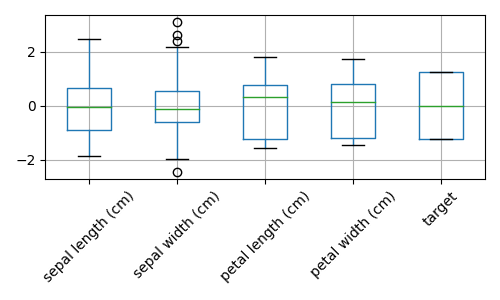 2
0
−2
sepal length (cm)
sepal width (cm)
petal length (cm)
petal width (cm)
target